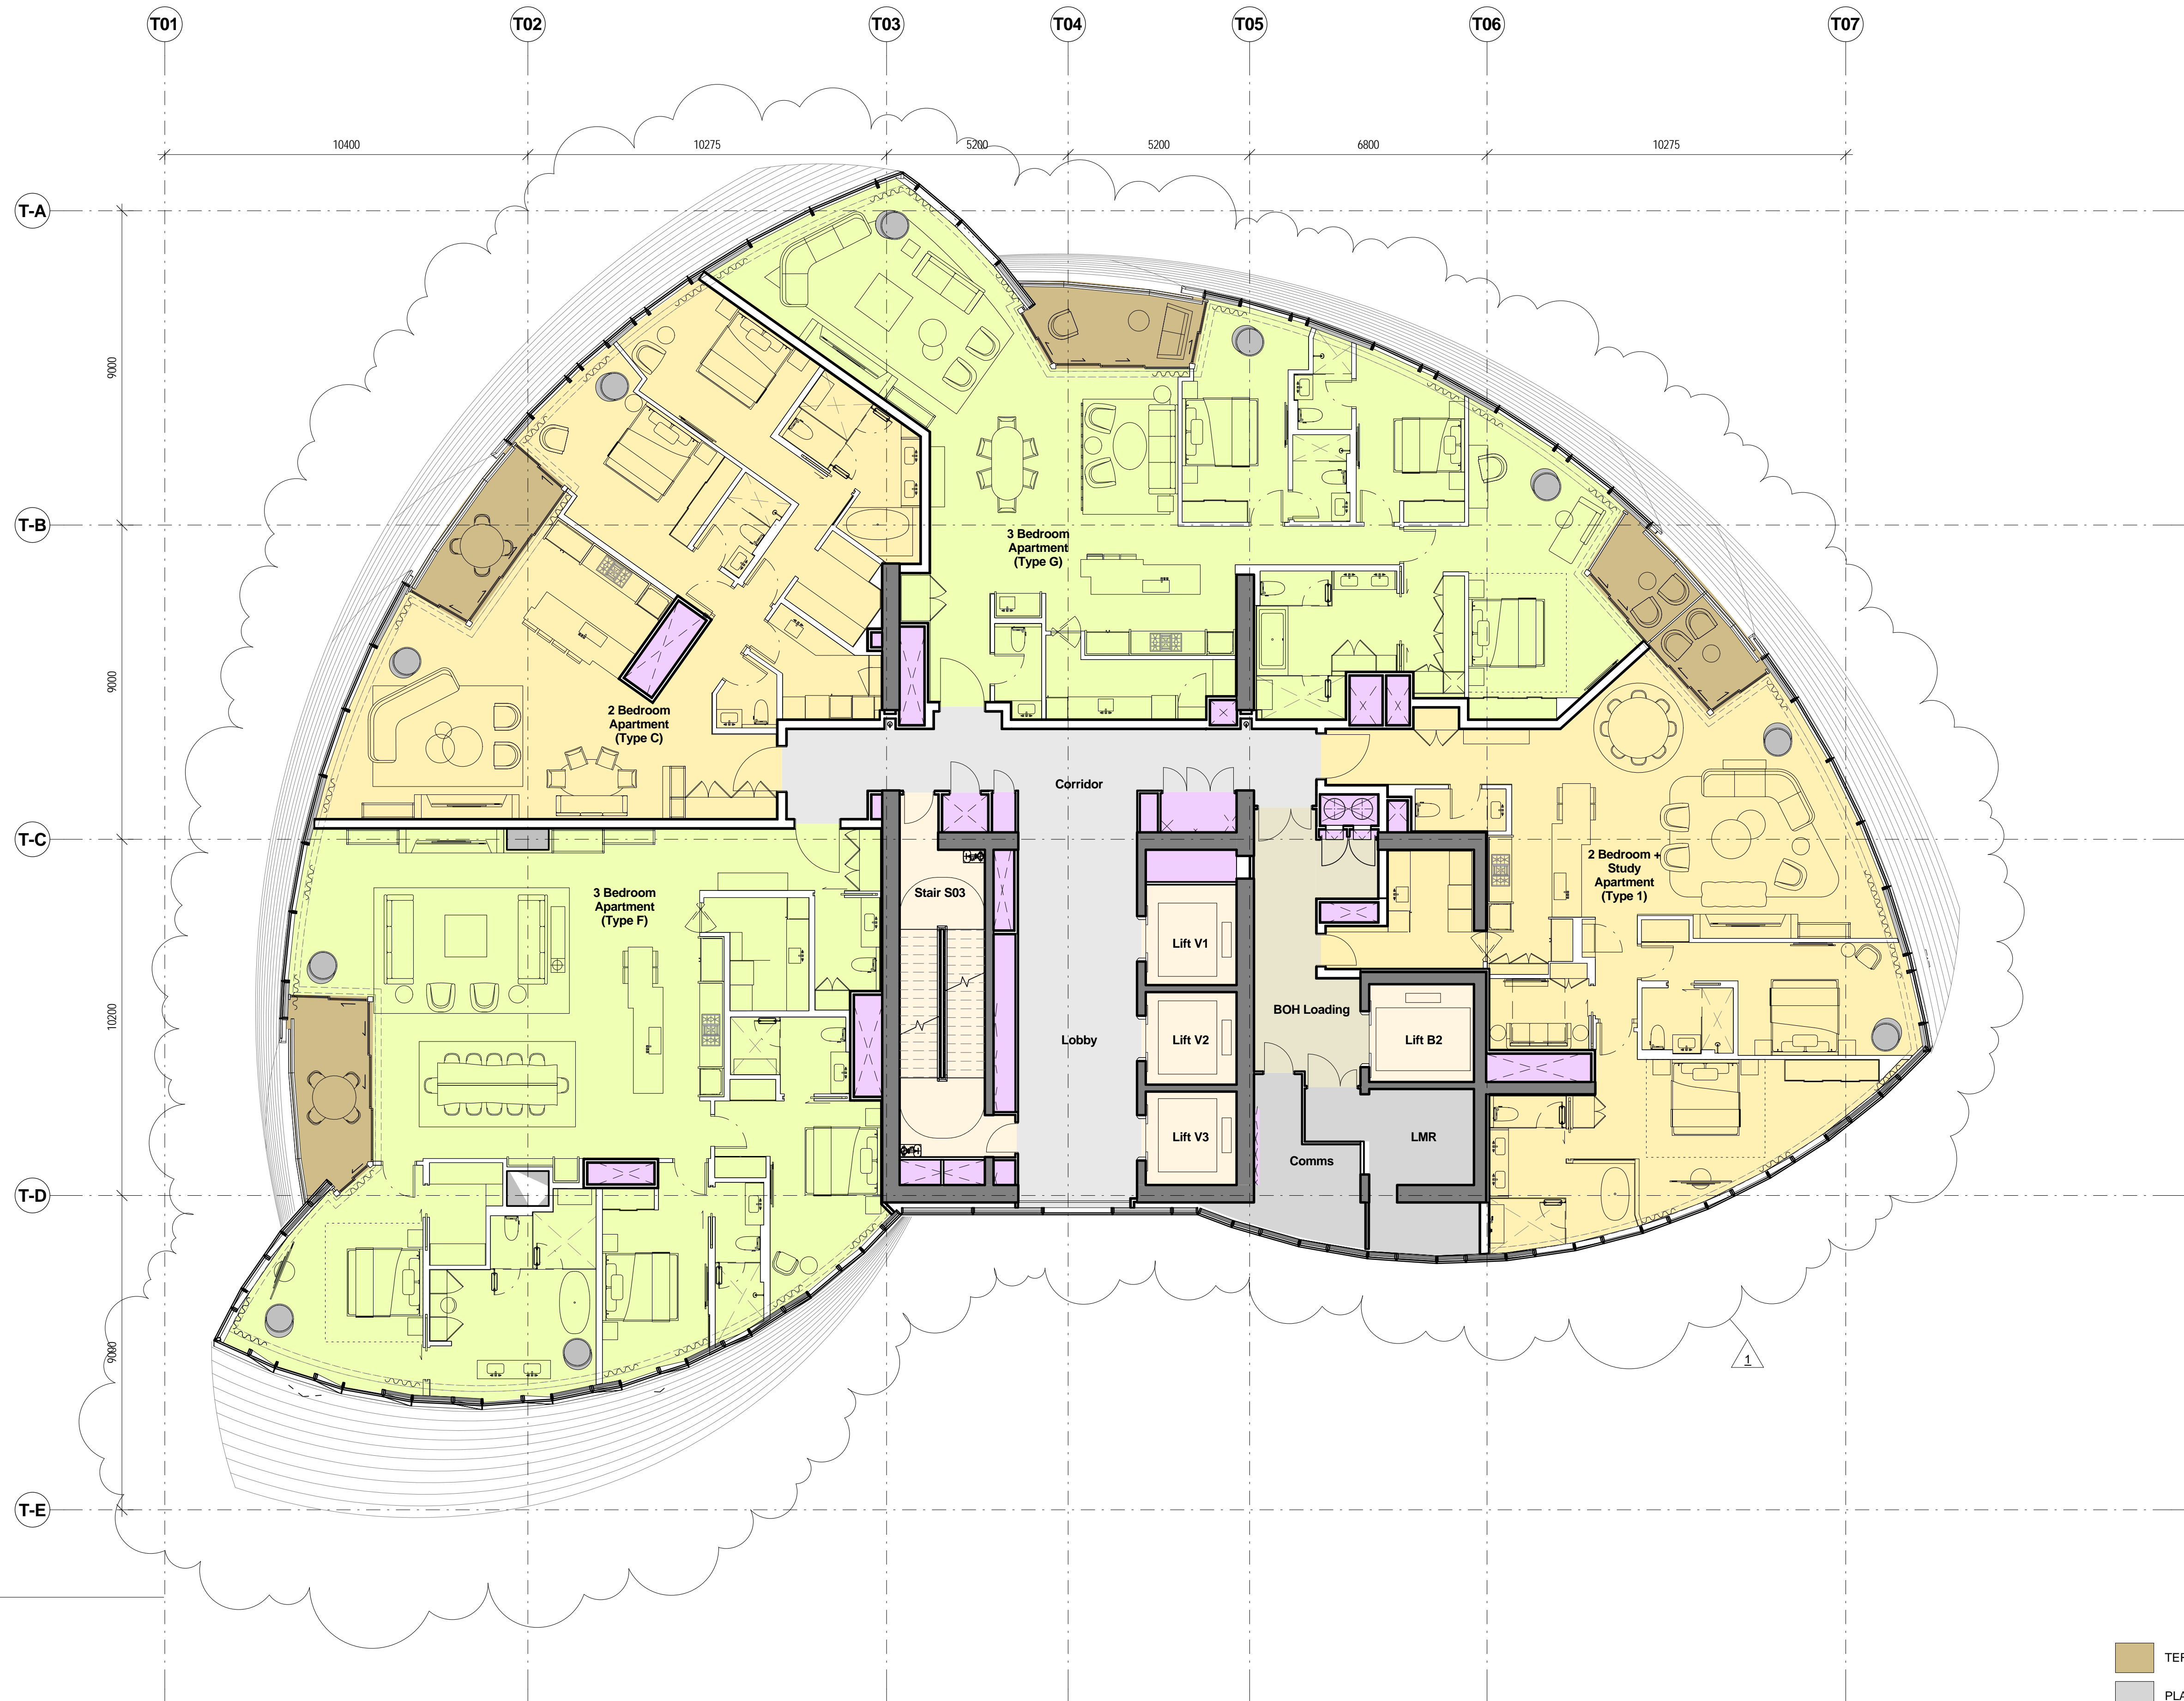 T01 T02 T03 T04 T05 T06 T07
10400 10275 5200 5200 6800 10275
T-A
9000
T-B
3 Bedroom
Apartment
(Type G)
9000
2 Bedroom
Apartment
(Type C)
Corridor
T-C
2 Bedroom +
Study
Apartment
(Type 1)
3 Bedroom
Apartment
(Type F)
Stair S03
Lift V1
10200
BOH Loading
Lobby
Lift V2
Lift B2
Lift V3
LMR
Comms
T-D
9090
1
T-E